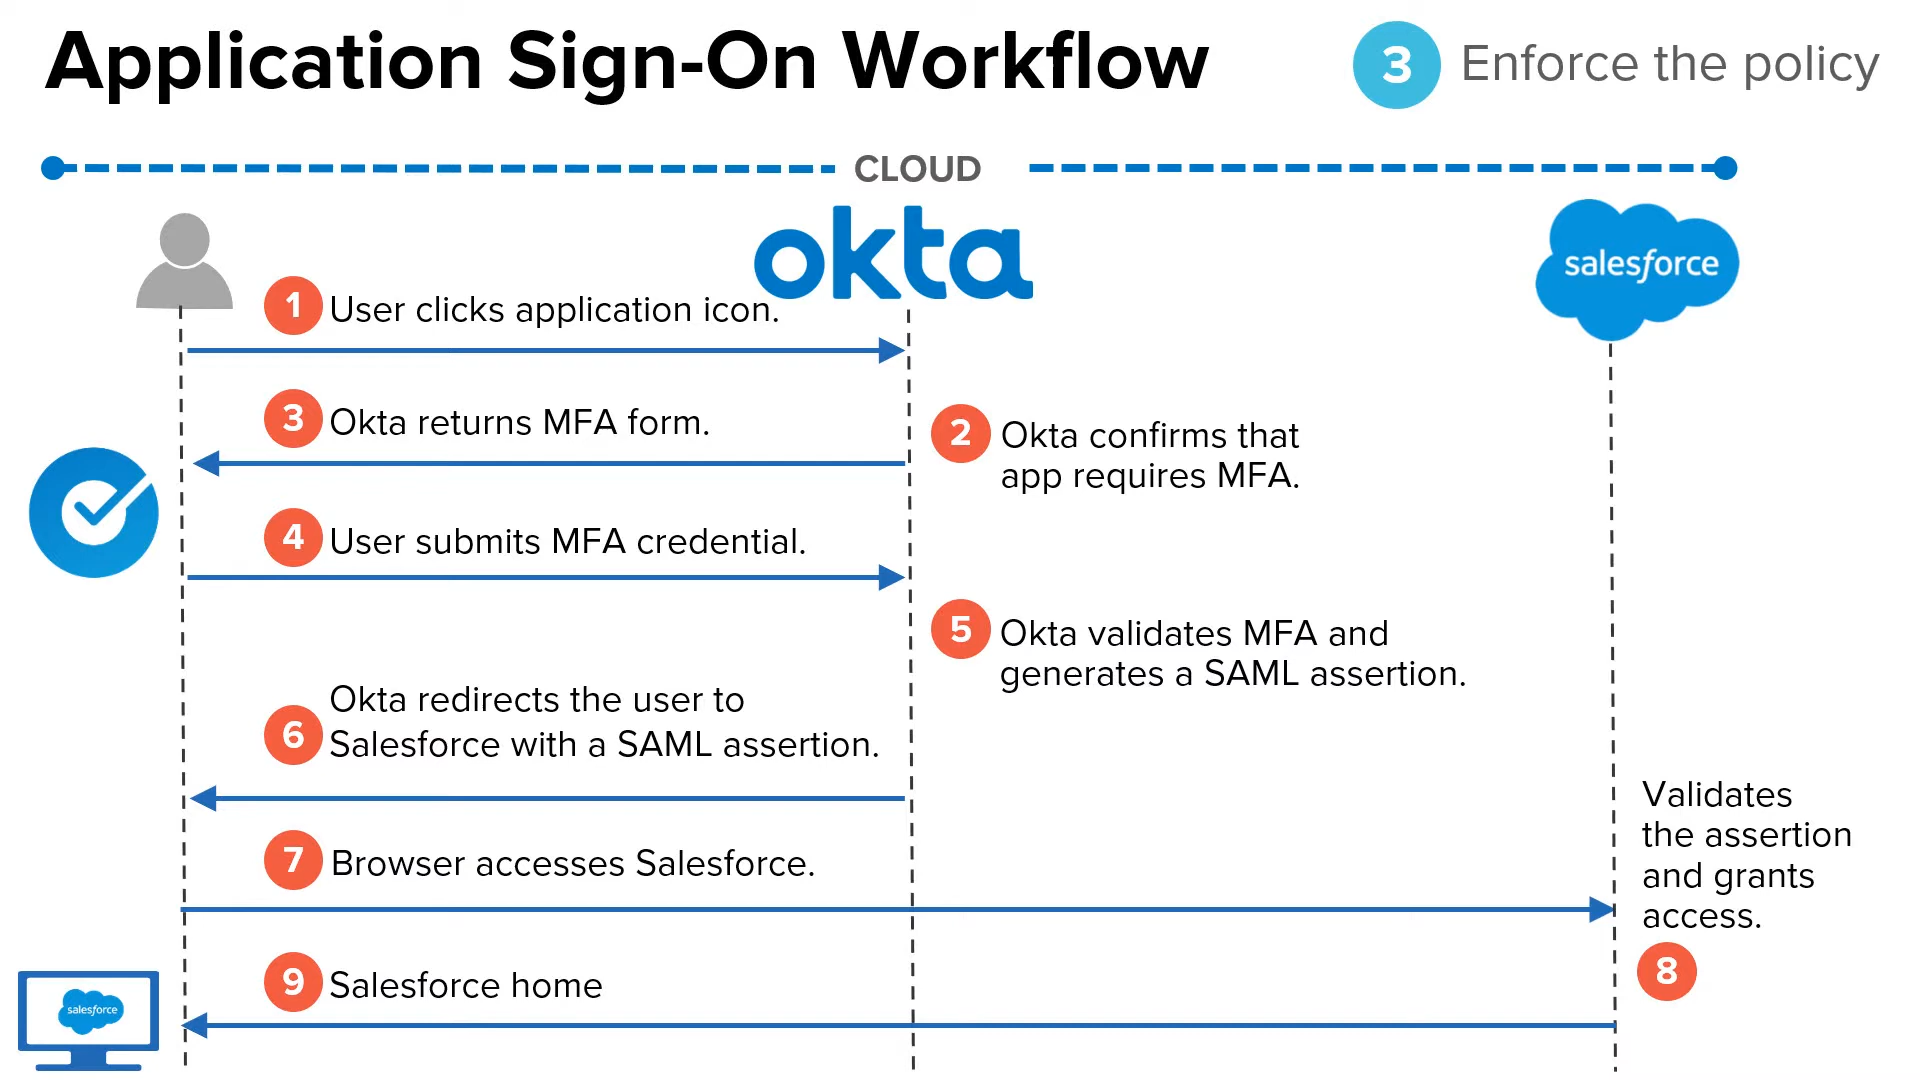 Application Sign-On Workflow
3 Enforce the policy
CLOUD
okta
salesforce
1 User clicks application icon.
3 Okta returns MFA form.
2 Okta confirms that
app requires MFA.
4 User submits MFA credential.
5 Okta validates MFA and
generates a SAML assertion.
Okta redirects the user to
6 Salesforce with a SAML assertion.
7 Browser accesses Salesforce.
Validates
the assertion
and grants
access.
8
9 Salesforce home
salesforce